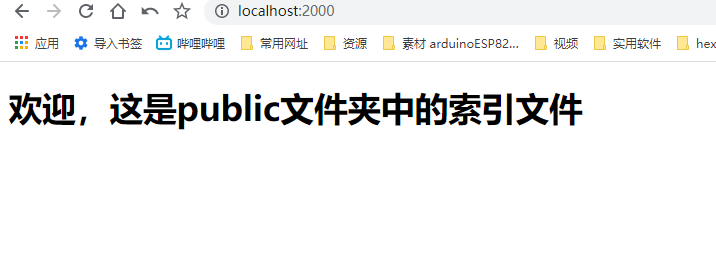 localhost:2000
应用 导入书签 哔哩哔哩 常用网址 资源 素材 arduinoESP82... 视频 实用软件 hex
欢迎，这是public文件夹中的索引文件